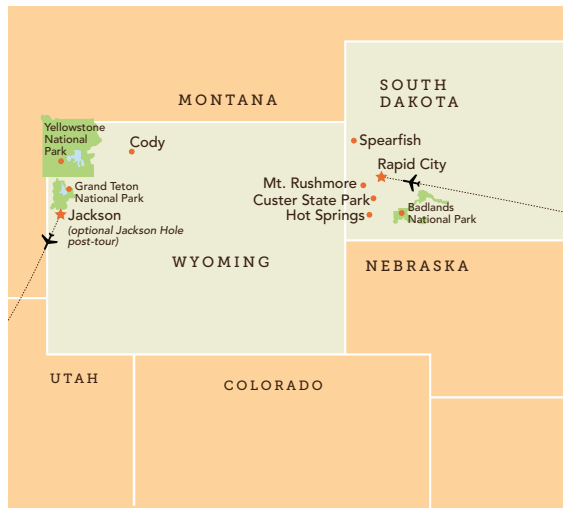 SOUTH
DAKOTA
MONTANA
Yellowstone
National
Park
Cody
Spearfish
Rapid City
Mt. Rushmore
Custer State Park
Hot Springs
Badlands
National Park
Grand Teton
National Park
Jackson
(optional Jackson Hole
post-tour)
WYOMING
NEBRASKA
UTAH
COLORADO